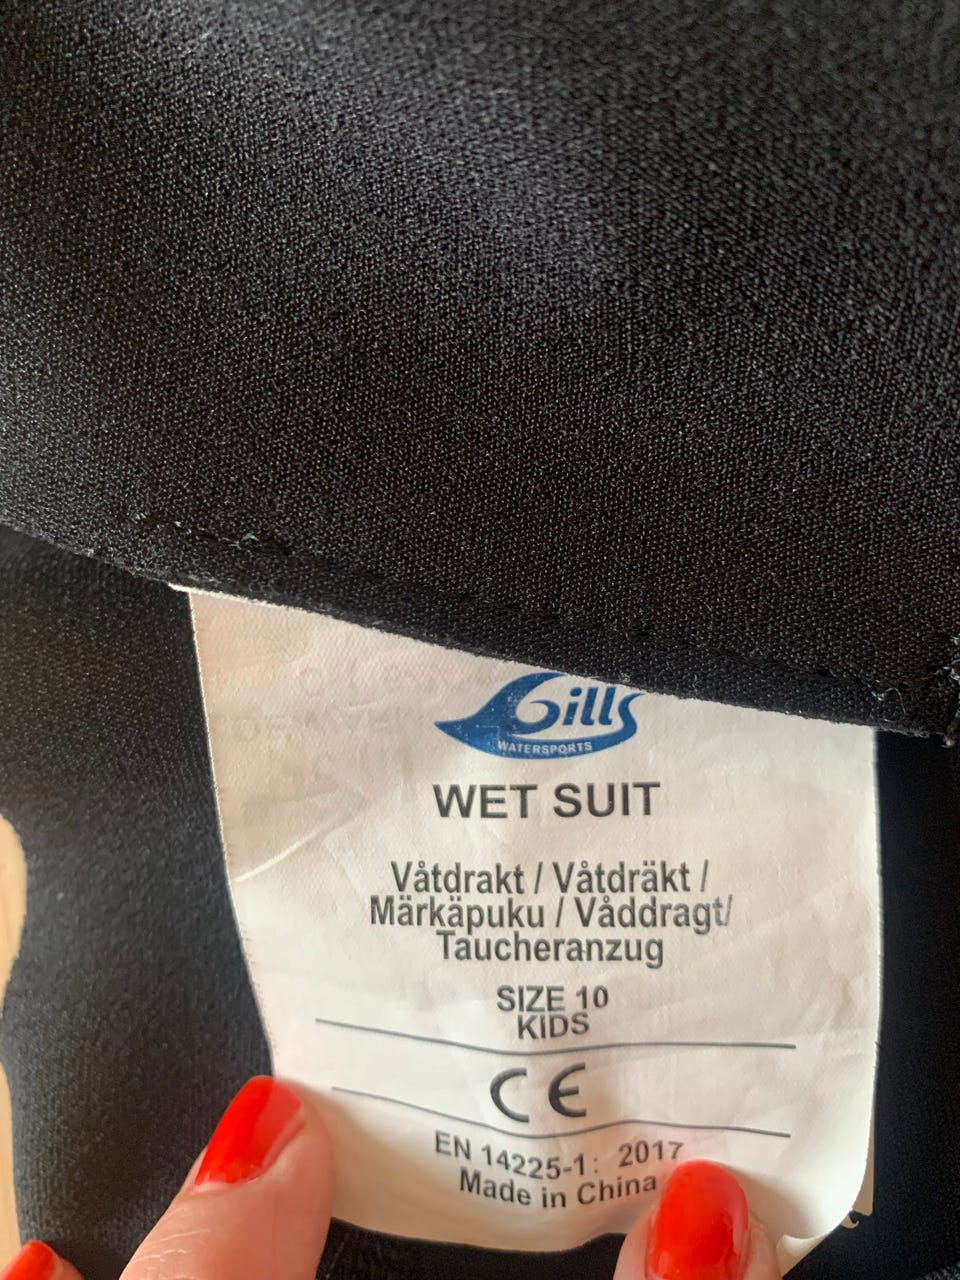 Gills
WATERSPORTS
WET SUIT
Våtdrakt / Våtdräkt /
Märkäpuku / Våddragt/
Taucheranzug
SIZE 10
KIDS
CE
EN 14225-1: 2017
Made in China